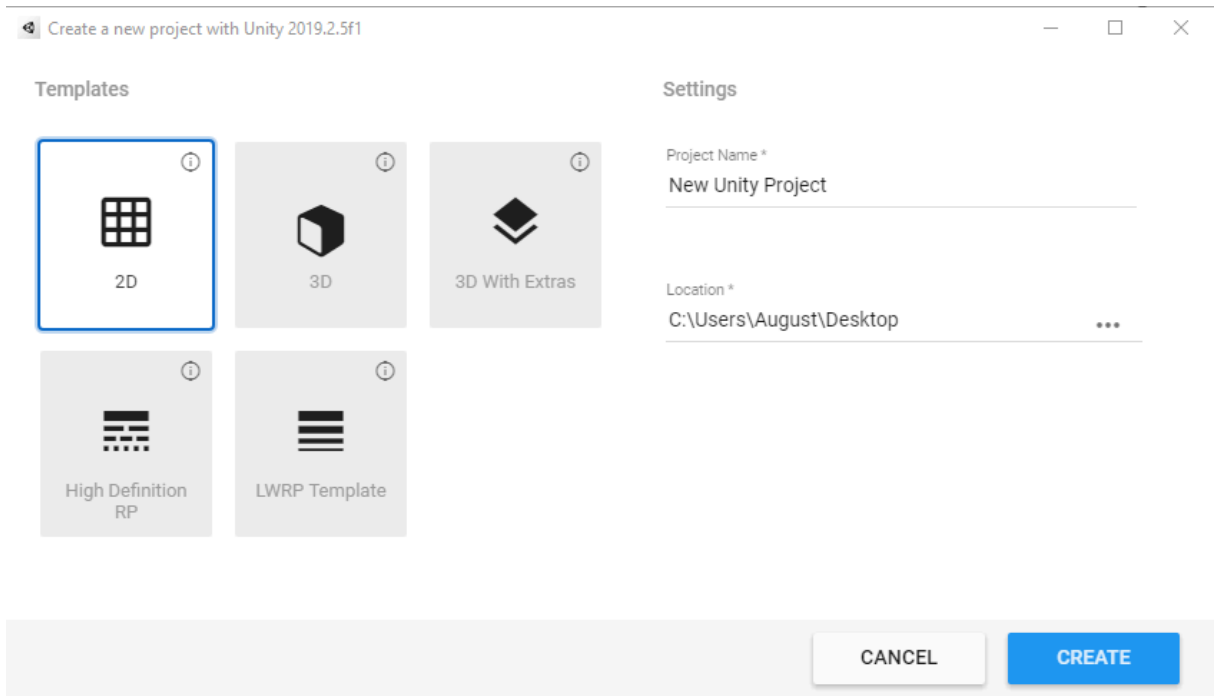 Create a new project with Unity 2019.2.5f1
Templates
Settings
2D
3D
3D With Extras
Project Name *
New Unity Project
Location *
C:\Users\August\Desktop
High Definition
RP
LWRP Template
CANCEL
CREATE